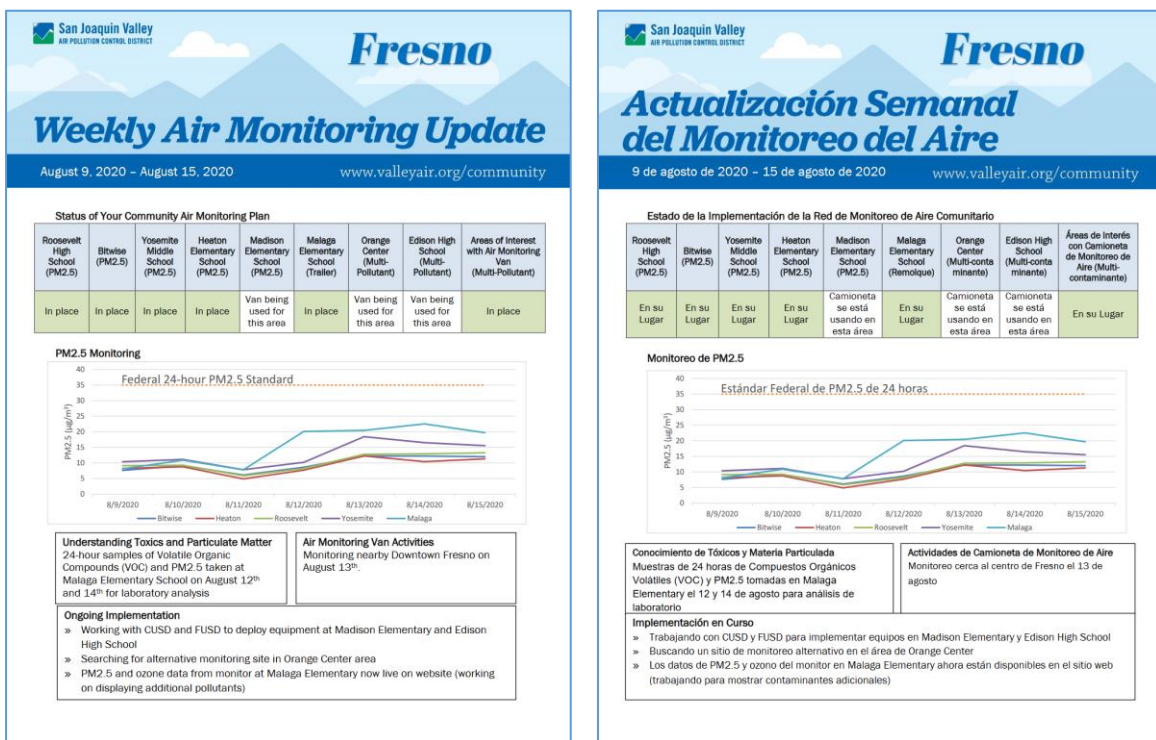 San Joaquin Valley
AIR POLLUTION CONTROL DISTRICT
Fresno
Weekly Air Monitoring Update
August 9, 2020 – August 15, 2020
www.valleyair.org/community
Status of Your Community Air Monitoring Plan
Roosevelt High School (PM2.5)
Bitwise (PM2.5)
Yosemite Middle School (PM2.5)
Heaton Elementary School (PM2.5)
Madison Elementary School (PM2.5)
Malaga Elementary School (Trailer)
Orange Center (Multi-Pollutant)
Edison High School (Multi-Pollutant)
Areas of Interest with Air Monitoring Van (Multi-Pollutant)
In place
In place
In place
In place
Van being used for this area
In place
Van being used for this area
Van being used for this area
In place
PM2.5 Monitoring
Federal 24-hour PM2.5 Standard
PM2.5 (µg/m³)
40
35
30
25
20
15
10
5
0
8/9/2020 8/10/2020 8/11/2020 8/12/2020 8/13/2020 8/14/2020 8/15/2020
Bitwise Heaton Roosevelt Yosemite Malaga
Understanding Toxics and Particulate Matter
24-hour samples of Volatile Organic
Compounds (VOC) and PM2.5 taken at
Malaga Elementary School on August 12th
and 14th for laboratory analysis
Air Monitoring Van Activities
Monitoring nearby Downtown Fresno on
August 13th.
Ongoing Implementation
» Working with CUSD and FUSD to deploy equipment at Madison Elementary and Edison
High School
» Searching for alternative monitoring site in Orange Center area
» PM2.5 and ozone data from monitor at Malaga Elementary now live on website (working
on displaying additional pollutants)
San Joaquin Valley
AIR POLLUTION CONTROL DISTRICT
Fresno
Actualización Semanal
del Monitoreo del Aire
9 de agosto de 2020 – 15 de agosto de 2020
www.valleyair.org/community
Estado de la Implementación de la Red de Monitoreo de Aire Comunitario
Roosevelt High School (PM2.5)
Bitwise (PM2.5)
Yosemite Middle School (PM2.5)
Heaton Elementary School (PM2.5)
Madison Elementary School (PM2.5)
Malaga Elementary School (Remolque)
Orange Center (Multi-conta minante)
Edison High School (Multi-conta minante)
Áreas de Interés con Camioneta de Monitoreo de Aire (Multi-contaminante)
En su Lugar
En su Lugar
En su Lugar
En su Lugar
Camioneta se está usando en esta área
En su Lugar
Camioneta se está usando en esta área
Camioneta se está usando en esta área
En su Lugar
Monitoreo de PM2.5
Estándar Federal de PM2.5 de 24 horas
PM2.5 (µg/m³)
40
35
30
25
20
15
10
5
0
8/9/2020 8/10/2020 8/11/2020 8/12/2020 8/13/2020 8/14/2020 8/15/2020
Bitwise Heaton Roosevelt Yosemite Malaga
Conocimiento de Tóxicos y Materia Particulada
Muestras de 24 horas de Compuestos Orgánicos
Volátiles (VOC) y PM2.5 tomadas en Malaga
Elementary el 12 y 14 de agosto para análisis de
laboratorio
Actividades de Camioneta de Monitoreo de Aire
Monitoreo cerca al centro de Fresno el 13 de
agosto
Implementación en Curso
» Trabajando con CUSD y FUSD para implementar equipos en Madison Elementary y Edison High School
» Buscando un sitio de monitoreo alternativo en el área de Orange Center
» Los datos de PM2.5 y ozono del monitor en Malaga Elementary ahora están disponibles en el sitio web
(trabajando para mostrar contaminantes adicionales)